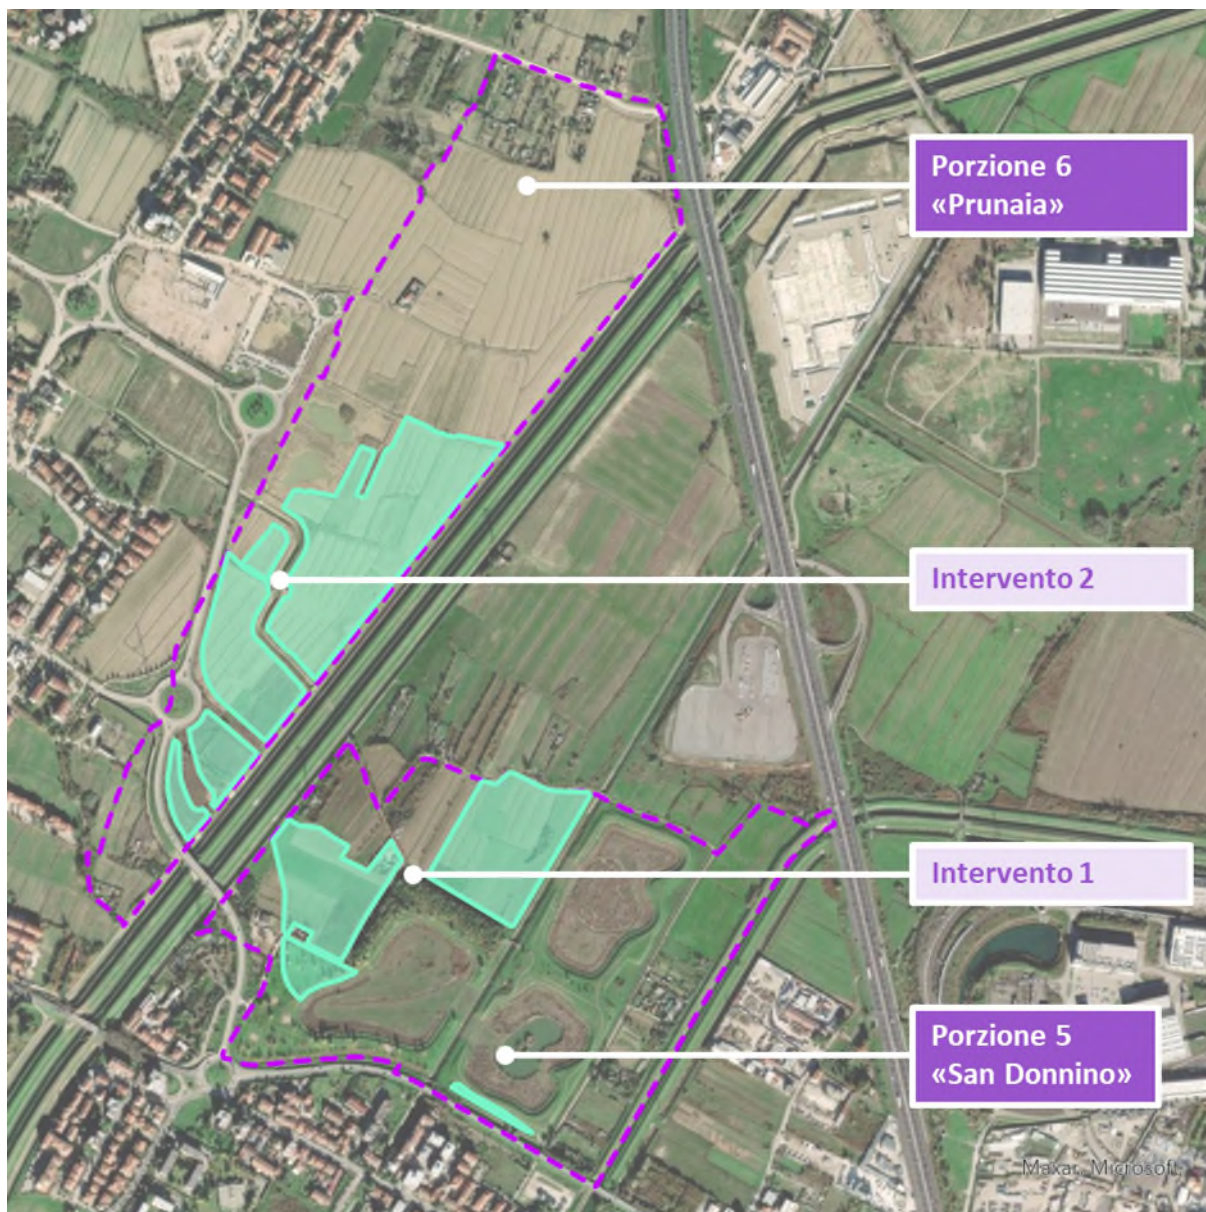 Porzione 6
«Prunaia»
Intervento 2
Intervento 1
Porzione 5
«San Donnino»
Maxar, Microsoft